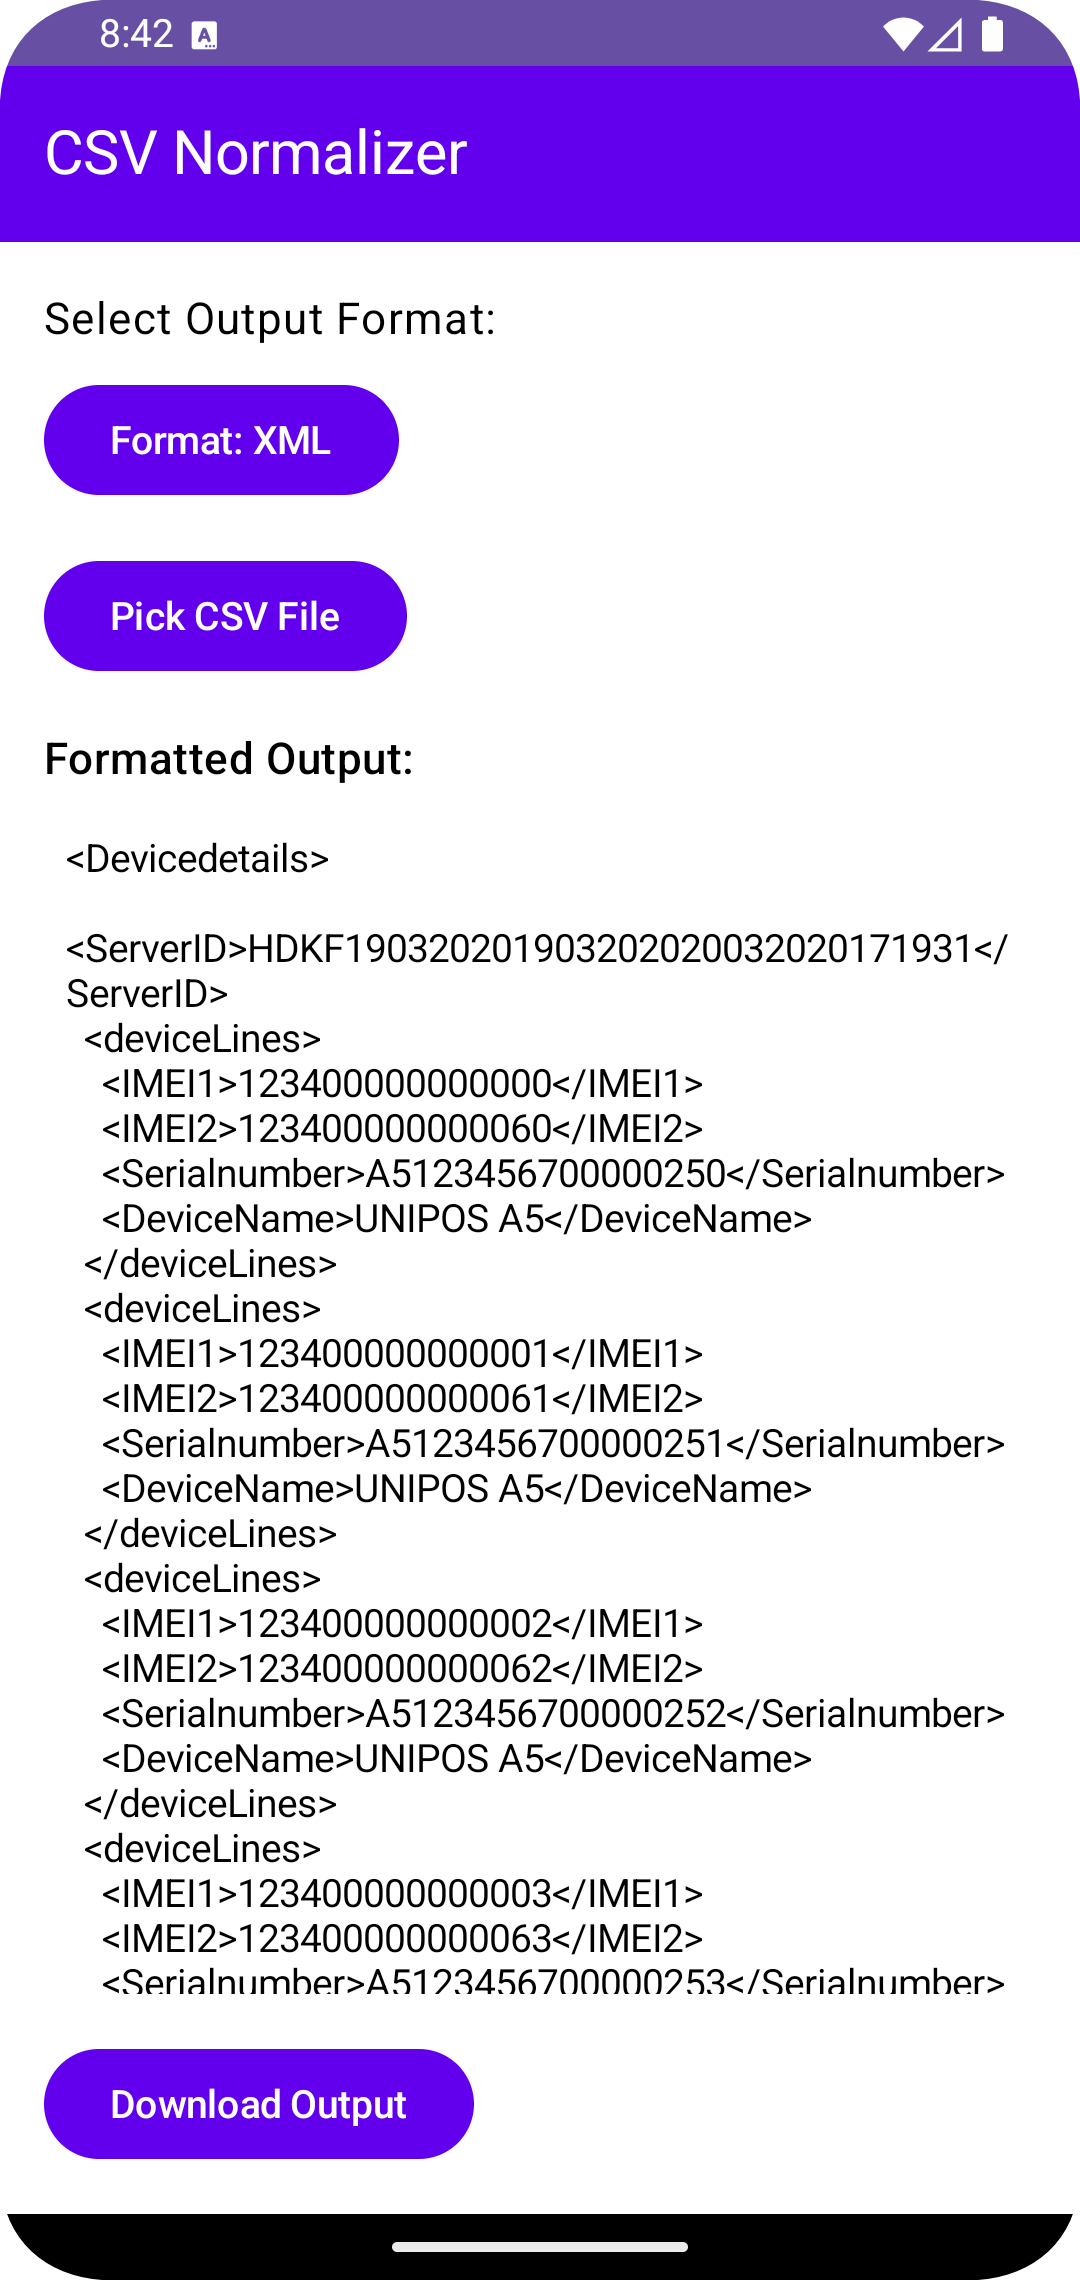 8:42
CSV Normalizer
Select Output Format:
Format: XML
Pick CSV File
Formatted Output:
<Devicedetails>
<ServerID>HDKF190320201903202020032020171931</
ServerID>
<deviceLines>
<IMEI1>123400000000000</IMEI1>
<IMEI2>123400000000060</IMEI2>
<Serialnumber>A5123456700000250</Serialnumber>
<DeviceName>UNIPOS A5</DeviceName>
</deviceLines>
<deviceLines>
<IMEI1>123400000000001</IMEI1>
<IMEI2>123400000000061</IMEI2>
<Serialnumber>A5123456700000251</Serialnumber>
<DeviceName>UNIPOS A5</DeviceName>
</deviceLines>
<deviceLines>
<IMEI1>123400000000002</IMEI1>
<IMEI2>123400000000062</IMEI2>
<Serialnumber>A5123456700000252</Serialnumber>
<DeviceName>UNIPOS A5</DeviceName>
</deviceLines>
<deviceLines>
<IMEI1>123400000000003</IMEI1>
<IMEI2>123400000000063</IMEI2>
<Serialnumber>A5123456700000253</Serialnumber>
Download Output